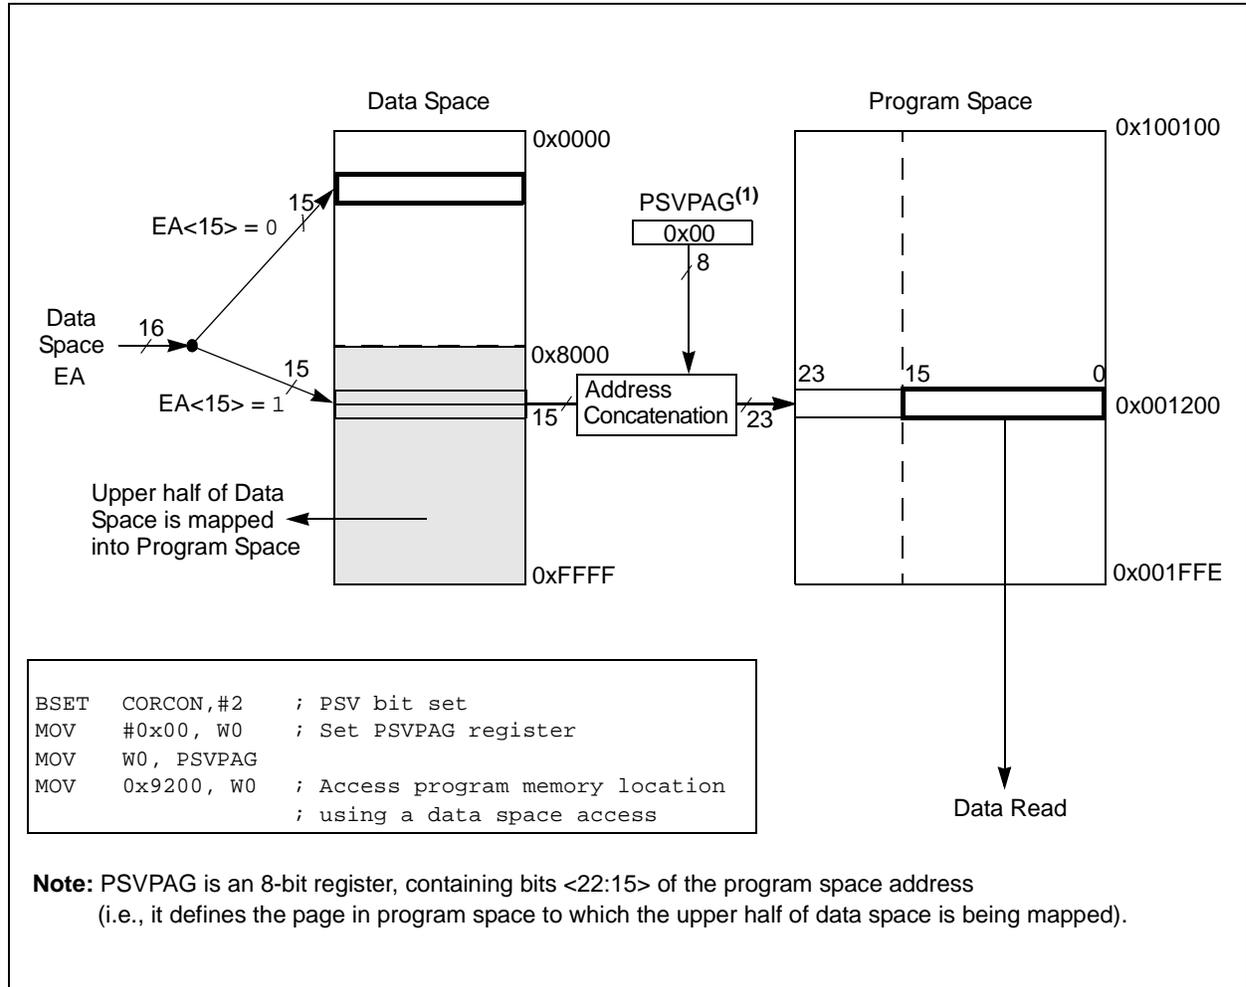 Data Space
Program Space
0x0000
0x100100
15
PSVPAG(1)
EA<15> = 0
0x00
8
Data
Space
EA
16
0x8000
15
23
15
0
Address
Concatenation
EA<15> = 1
15
23
0x001200
Upper half of Data
Space is mapped
into Program Space
0xFFFF
0x001FFE
BSET CORCON,#2 ; PSV bit set
MOV #0x00, W0 ; Set PSVPAG register
MOV W0, PSVPAG
MOV 0x9200, W0 ; Access program memory location
; using a data space access
Data Read
Note: PSVPAG is an 8-bit register, containing bits <22:15> of the program space address
(i.e., it defines the page in program space to which the upper half of data space is being mapped).